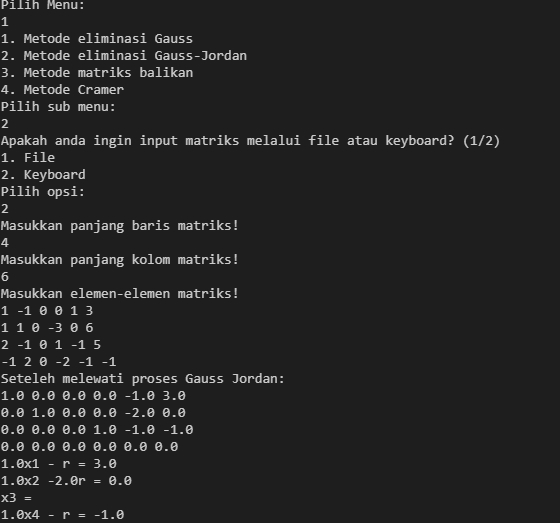 Pilih Menu:
1
1. Metode eliminasi Gauss
2. Metode eliminasi Gauss-Jordan
3. Metode matriks balikan
4. Metode Cramer
Pilih sub menu:
2
Apakah anda ingin input matriks melalui file atau keyboard? (1/2)
1. File
2. Keyboard
Pilih opsi:
2
Masukkan panjang baris matriks!
4
Masukkan panjang kolom matriks!
6
Masukkan elemen-elemen matriks!
1 -1 0 0 1 3
1 1 0 -3 0 6
2 -1 0 1 -1 5
-1 2 0 -2 -1 -1
Seteleh melewati proses Gauss Jordan:
1.0 0.0 0.0 0.0 -1.0 3.0
0.0 1.0 0.0 0.0 -2.0 0.0
0.0 0.0 0.0 1.0 -1.0 -1.0
0.0 0.0 0.0 0.0 0.0 0.0
1.0x1 - r = 3.0
1.0x2 -2.0r = 0.0
x3 =
1.0x4 - r = -1.0